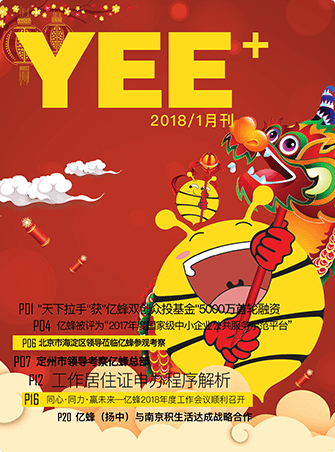 YEE+
2018/1月刊
P01 "天下拉手"获"亿蜂双创众投基金"5000万首轮融资
P04 亿蜂被评为"2017年度国家级中小企业公共服务示范平台"
P06 北京市海淀区领导莅临亿蜂参观考察
P07 定州市领导考察亿蜂总部
P12 工作居住证申办程序解析
P16 同心·同力·赢未来—亿蜂2018年度工作会议顺利召开
P20 亿蜂（扬中）与南京积生活达成战略合作